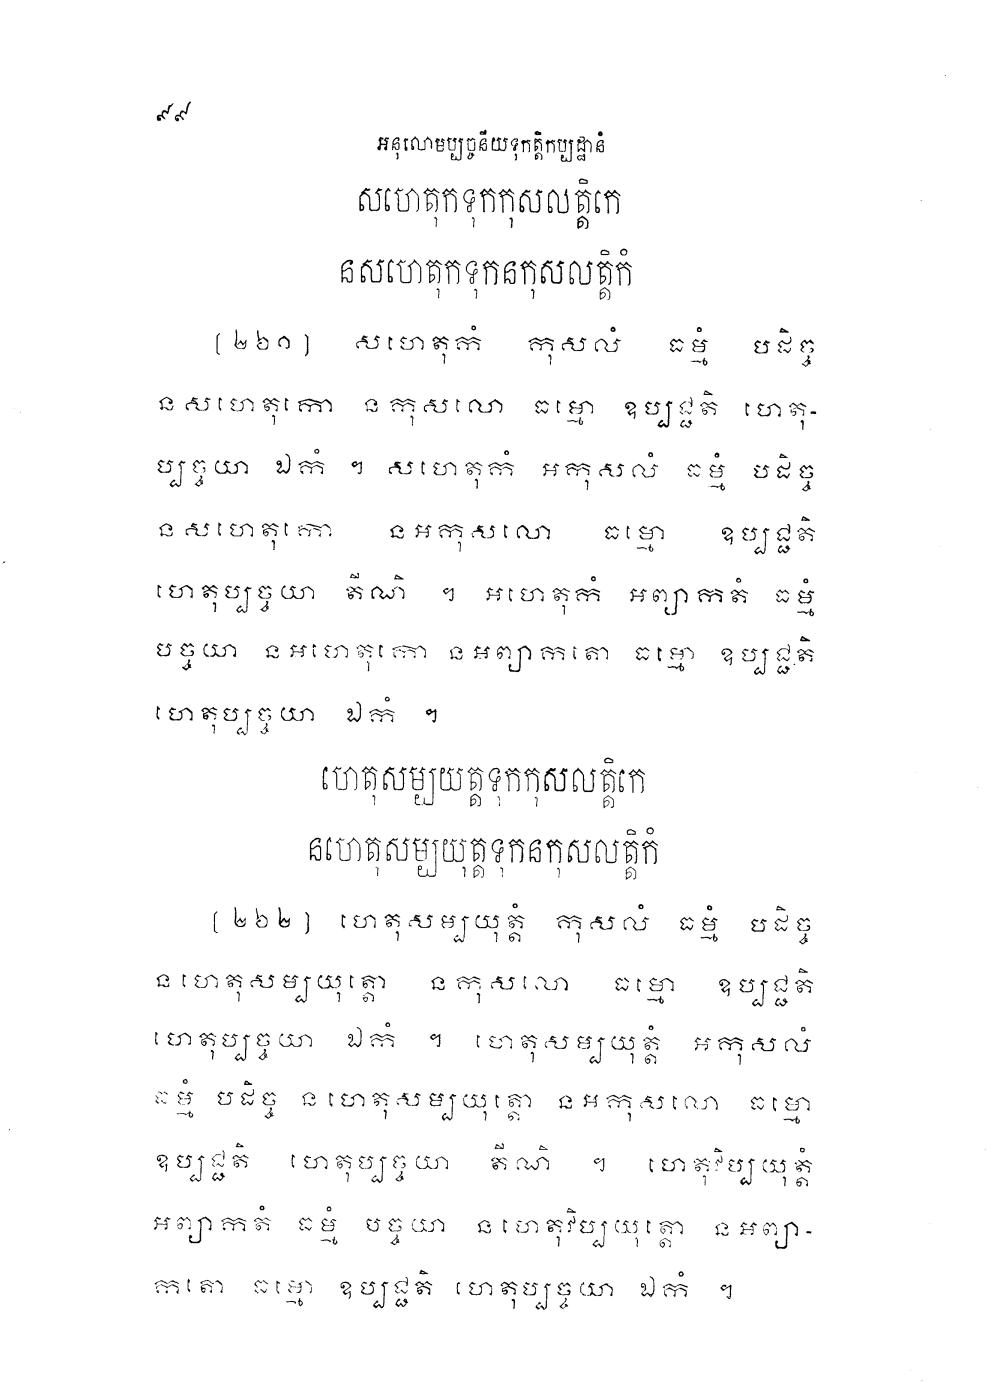 ៩៩
អនុលោមប្បច្ចនីយទុកត្តិកប្បដ្ឋានំ
សហេតុកទុកកុសលត្តិកេ
នសហេតុកទុកនកុសលត្តិកំ
[២៦១] សហេតុកំ កុសលំ ធម្មំ បដិច្ច
នសហេតុកោ នកុសលោ ធម្មោ ឧប្បជ្ជតិ ហេតុ-
ប្បច្ចយា ឯកំ ។ សហេតុកំ អកុសលំ ធម្មំ បដិច្ច
នសហេតុកោ នអកុសលោ ធម្មោ ឧប្បជ្ជតិ
ហេតុប្បច្ចយា តីណិ ។ អហេតុកំ អព្យាកតំ ធម្មំ
បច្ចយា នអហេតុកោ នអព្យាកតោ ធម្មោ ឧប្បជ្ជតិ
ហេតុប្បច្ចយា ឯកំ ។
ហេតុសម្បយត្តទុកកុសលត្តិកេ
នហេតុសម្បយុត្តទុកនកុសលត្តិកំ
[២៦២] ហេតុសម្បយុត្តំ កុសលំ ធម្មំ បដិច្ច
នហេតុសម្បយុត្តោ នកុសលោ ធម្មោ ឧប្បជ្ជតិ
ហេតុប្បច្ចយា ឯកំ ។ ហេតុសម្បយុត្តំ អកុសលំ
ធម្មំ បដិច្ច នហេតុសម្បយុត្តោ នអកុសលោ ធម្មោ
ឧប្បជ្ជតិ ហេតុប្បច្ចយា តីណិ ។ ហេតុវិប្បយុត្តំ
អព្យាកតំ ធម្មំ បច្ចយា នហេតុវិប្បយុត្តោ នអព្យា-
កតោ ធម្មោ ឧប្បជ្ជតិ ហេតុប្បច្ចយា ឯកំ ។